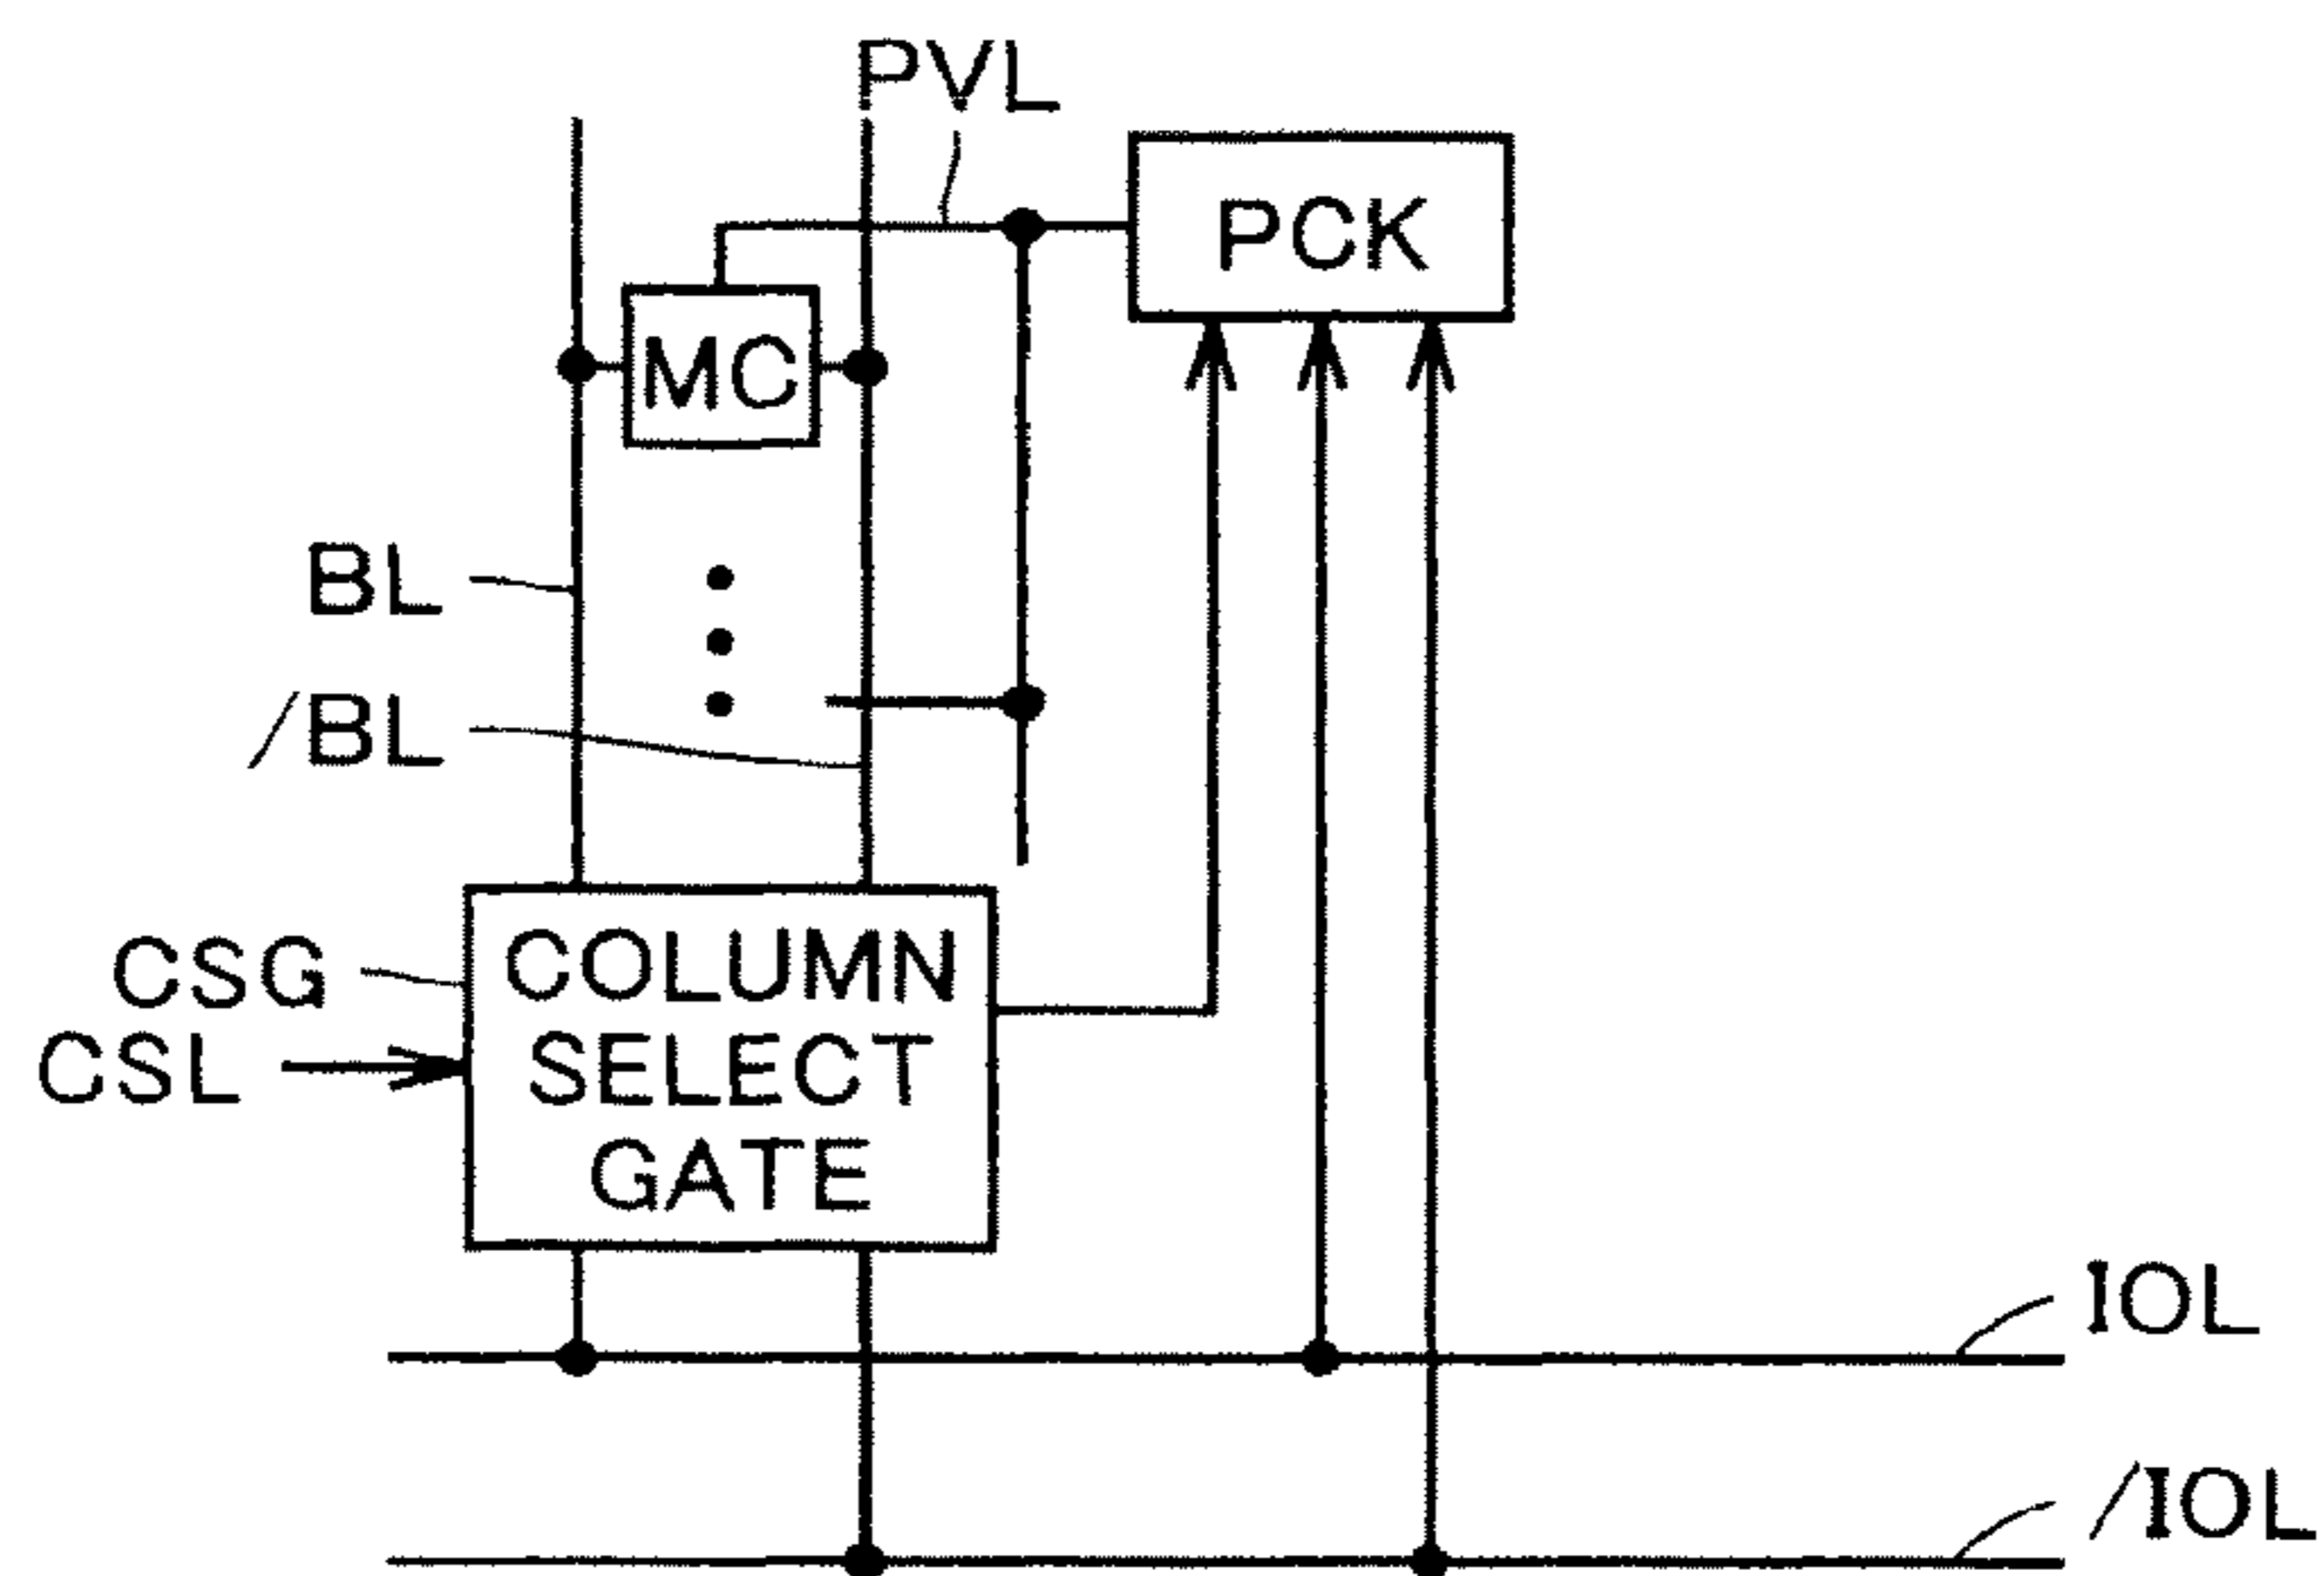 PVL
PCK
MC
BL
/BL
CSG
CSL
COLUMN
SELECT
GATE
IOL
/IOL